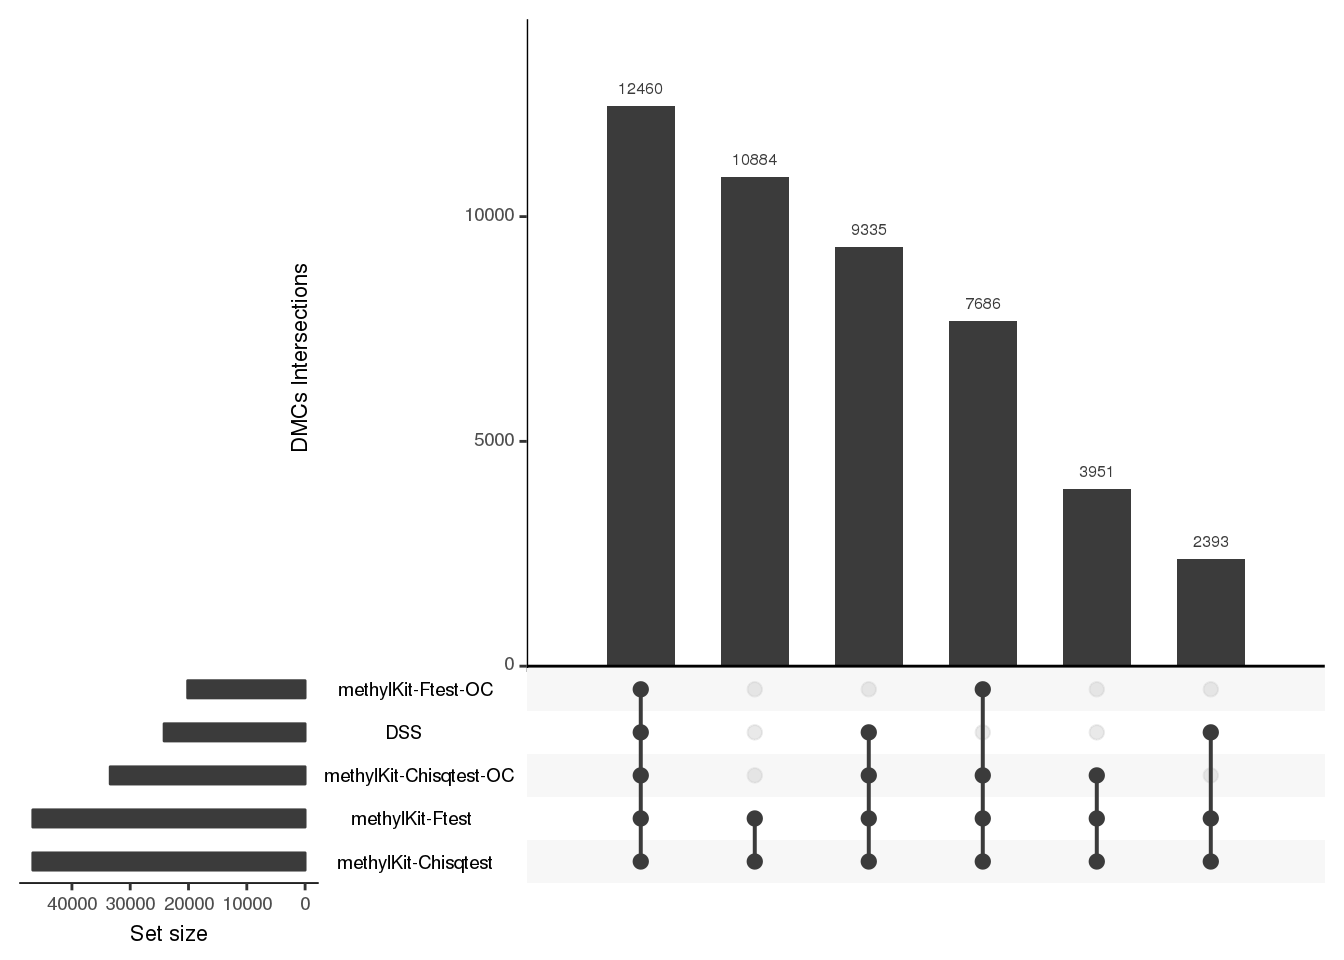 12460
10884
9335
7686
3951
2393
10000
5000
0
DMCs Intersections
methylKit-Ftest-OC
DSS
methylKit-Chisqtest-OC
methylKit-Ftest
methylKit-Chisqtest
40000 30000 20000 10000 0
Set size